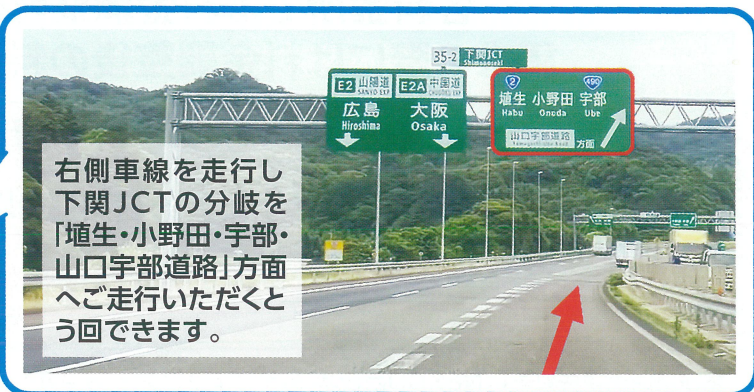 35-2 下関JCT
Shimonoseki
E2 山陽道 E2A 中国道
SANYO EXP CHUGOKU EXP
広島 大阪
Hiroshima Osaka
2 490
埴生 小野田 宇部
Habu Onoda Ube
山口宇部道路 方面
右側車線を走行し
下関JCTの分岐を
「埴生・小野田・宇部・
山口宇部道路」方面
へご走行いただくと
う回できます。